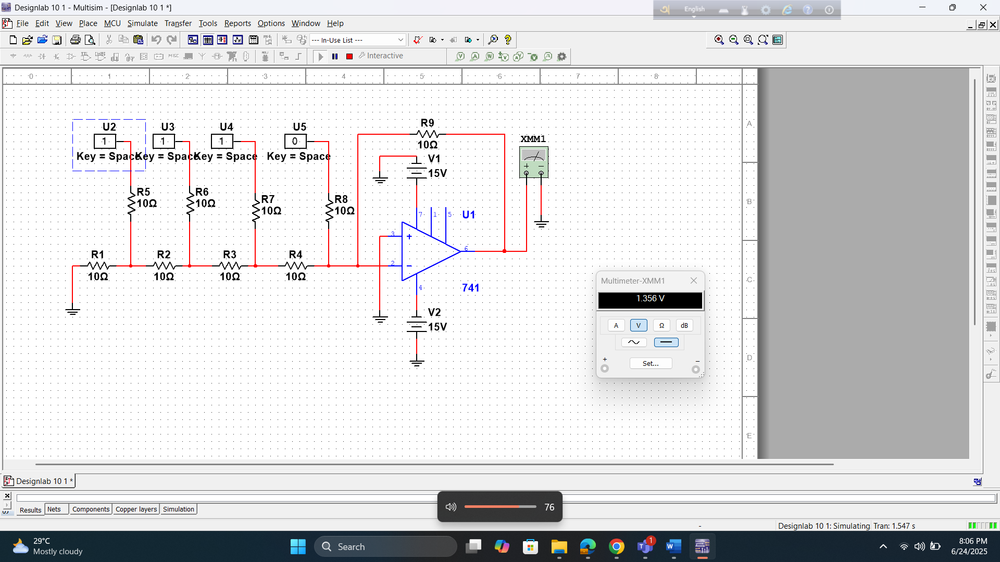 Designlab 10 1 - Multisim - [Designlab 10 1 *]
English
File Edit View Place MCU Simulate Transfer Tools Reports Options Window Help
--- In-Use List ---
MISC
Interactive
0 1 2 3 4 5 6 7 8
A
B
C
D
E
U2 U3 U4 U5
1 1 1 0
Key = Space Key = Space Key = Space Key = Space
R9
10Ω
XMM1
+ −
V1
15V
R5
10Ω
R6
10Ω
R7
10Ω
R8
10Ω
7 1 5
U1
3 +
6
2 −
4
741
R1 R2 R3 R4
10Ω 10Ω 10Ω 10Ω
V2
15V
Multimeter-XMM1
1.356 V
A V Ω dB
+ −
Set...
Designlab 10 1 *
Results Nets Components Copper layers Simulation
76
-
Designlab 10 1: Simulating Tran: 1.547 s
29°C
Mostly cloudy
Search
1
8:06 PM
6/24/2025